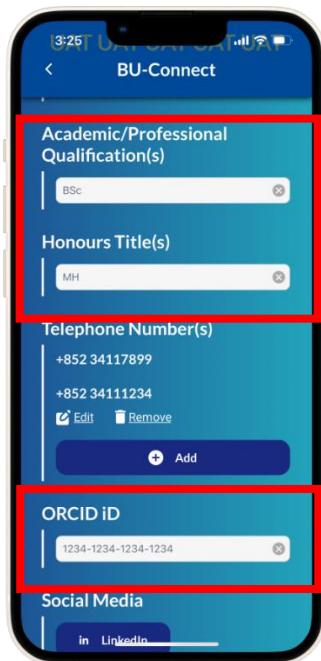 3:25
UAT UAT UAT UAT UAT
BU-Connect
Academic/Professional
Qualification(s)
BSc
Honours Title(s)
MH
Telephone Number(s)
+852 34117899
+852 34111234
Edit Remove
Add
ORCID iD
1234-1234-1234-1234
Social Media
in LinkedIn